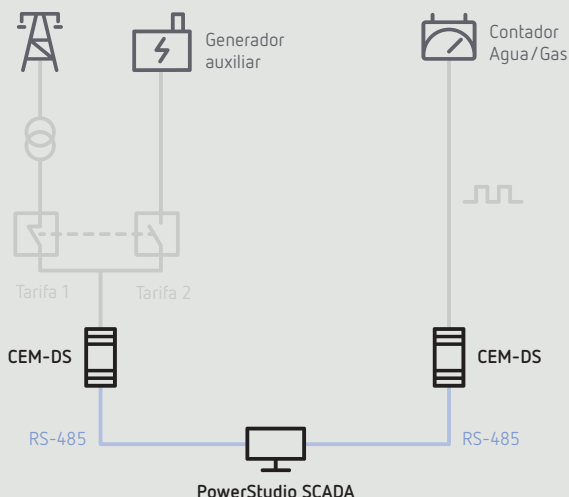 Generador
auxiliar
Contador
Agua/Gas
Tarifa 1
Tarifa 2
CEM-DS
CEM-DS
RS-485
RS-485
PowerStudio SCADA